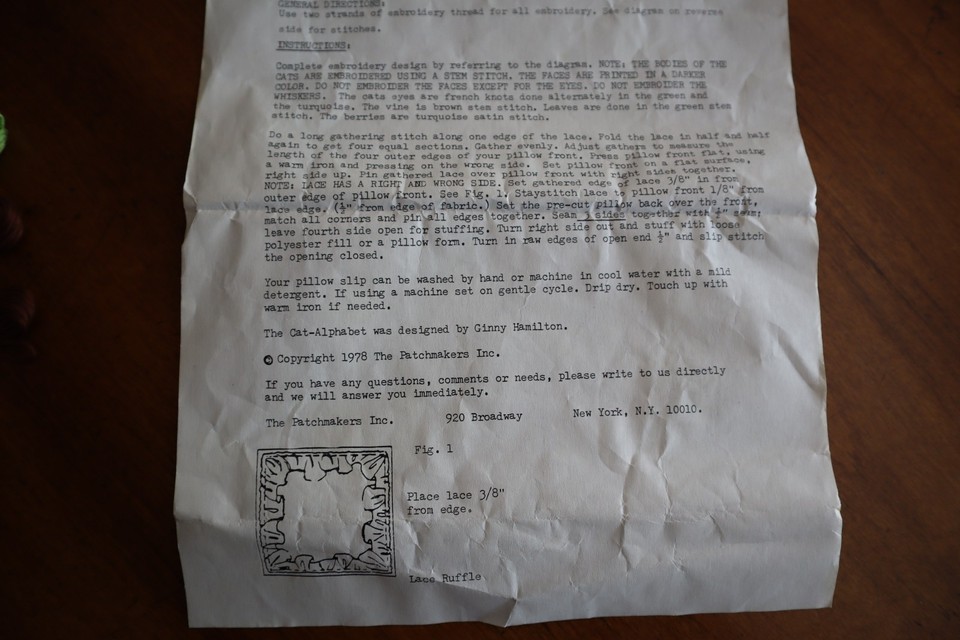 GENERAL DIRECTIONS:
Use two strands of embroidery thread for all embroidery. See diagram on reverse
side for stitches.
INSTRUCTIONS:
Complete embroidery design by referring to the diagram. NOTE: THE BODIES OF THE
CATS ARE EMBROIDERED USING A STEM STITCH. THE FACES ARE PRINTED IN A DARKER
COLOR. DO NOT EMBROIDER THE FACES EXCEPT FOR THE EYES. DO NOT EMBROIDER THE
WHISKERS. The cats eyes are french knots done alternately in the green and
the turquoise. The vine is brown stem stitch. Leaves are done in the green stem
stitch. The berries are turquoise satin stitch.
Do a long gathering stitch along one edge of the lace. Fold the lace in half and half
again to get four equal sections. Gather evenly. Adjust gathers to measure the
length of the four outer edges of your pillow front. Press pillow front flat, using
a warm iron and pressing on the wrong side. Set pillow front on a flat surface,
right side up. Pin gathered lace over pillow front with right sides together.
NOTE: LACE HAS A RIGHT AND WRONG SIDE. Set gathered edge of lace 3/8" in from
outer edge of pillow front. See Fig. 1. Staystitch lace to pillow front 1/8" from
lace edge. (½" from edge of fabric.) Set the pre-cut pillow back over the front,
match all corners and pin all edges together. Seam 3 sides together with ½" seam;
leave fourth side open for stuffing. Turn right side out and stuff with loose
polyester fill or a pillow form. Turn in raw edges of open end ½" and slip stitch
the opening closed.
Your pillow slip can be washed by hand or machine in cool water with a mild
detergent. If using a machine set on gentle cycle. Drip dry. Touch up with
warm iron if needed.
The Cat-Alphabet was designed by Ginny Hamilton.
© Copyright 1978 The Patchmakers Inc.
If you have any questions, comments or needs, please write to us directly
and we will answer you immediately.
The Patchmakers Inc. 920 Broadway New York, N.Y. 10010.
Fig. 1
Place lace 3/8"
from edge.
Lace Ruffle